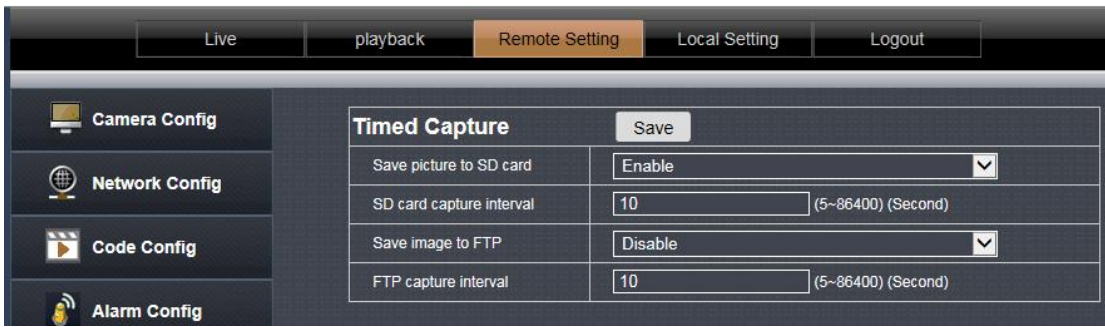 Live playback Remote Setting Local Setting Logout
Camera Config
Network Config
Code Config
Alarm Config
Timed Capture Save
Save picture to SD card Enable
SD card capture interval 10 (5~86400) (Second)
Save image to FTP Disable
FTP capture interval 10 (5~86400) (Second)